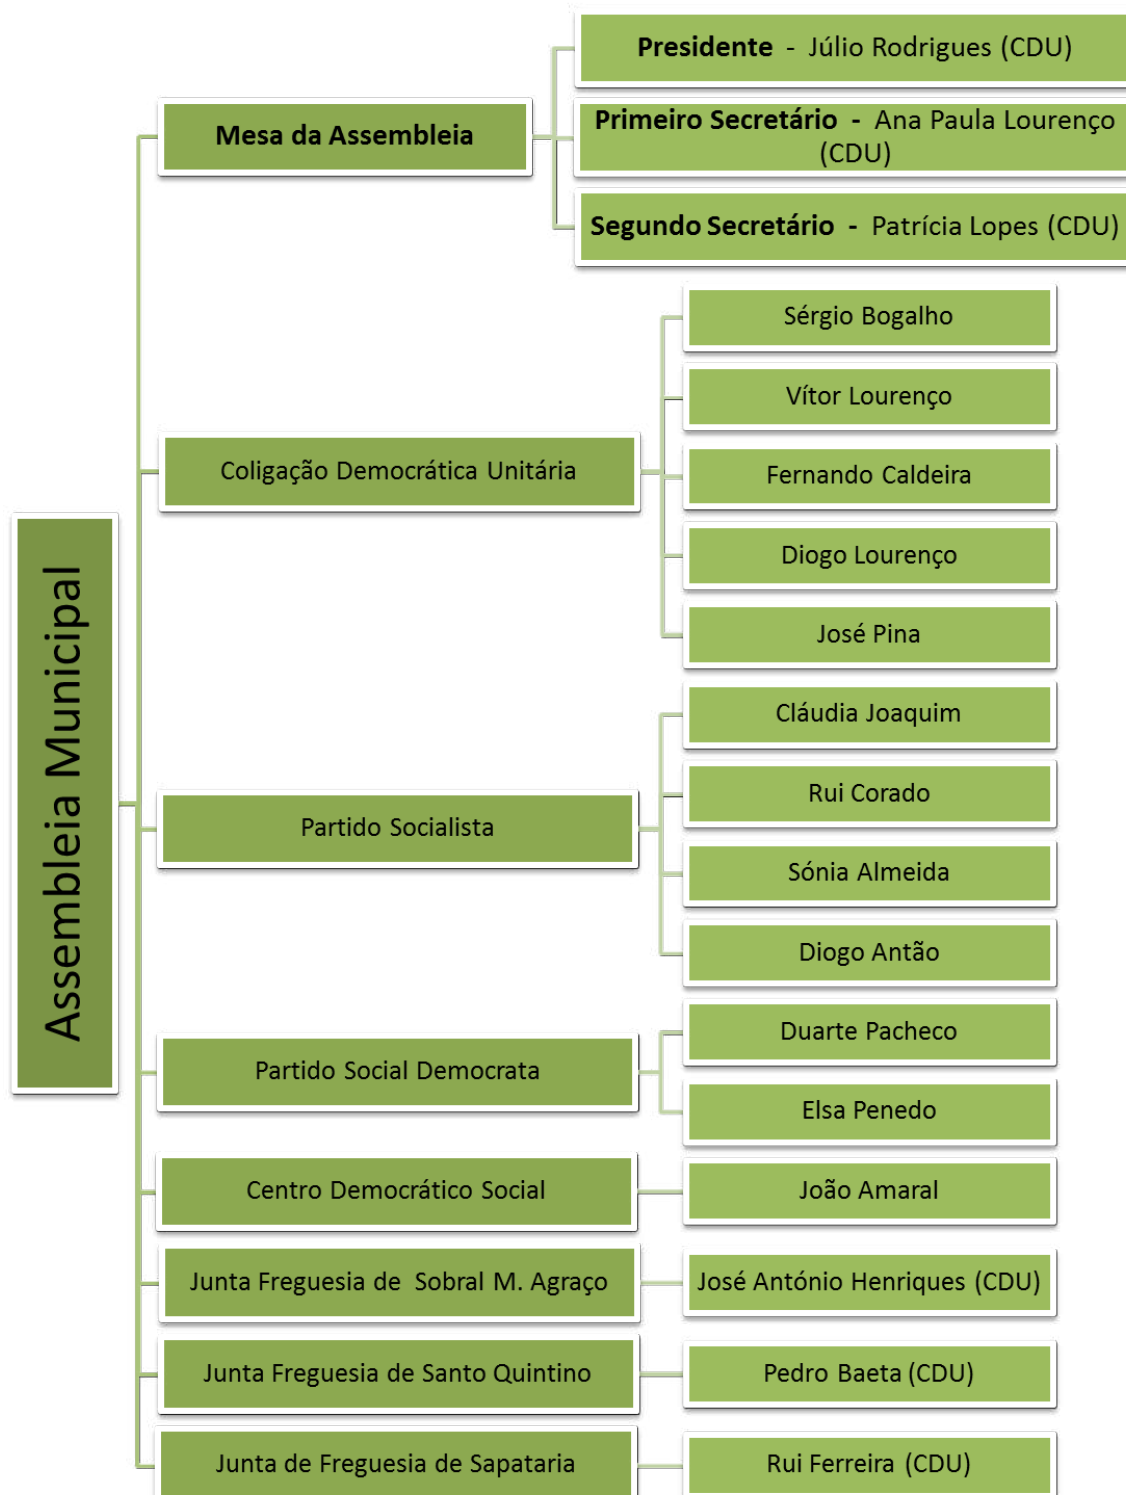 Assembleia Municipal
Mesa da Assembleia
Presidente - Júlio Rodrigues (CDU)
Primeiro Secretário - Ana Paula Lourenço
(CDU)
Segundo Secretário - Patrícia Lopes (CDU)
Coligação Democrática Unitária
Sérgio Bogalho
Vítor Lourenço
Fernando Caldeira
Diogo Lourenço
José Pina
Partido Socialista
Cláudia Joaquim
Rui Corado
Sónia Almeida
Diogo Antão
Partido Social Democrata
Duarte Pacheco
Elsa Penedo
Centro Democrático Social
João Amaral
Junta Freguesia de Sobral M. Agraço
José António Henriques (CDU)
Junta Freguesia de Santo Quintino
Pedro Baeta (CDU)
Junta de Freguesia de Sapataria
Rui Ferreira (CDU)